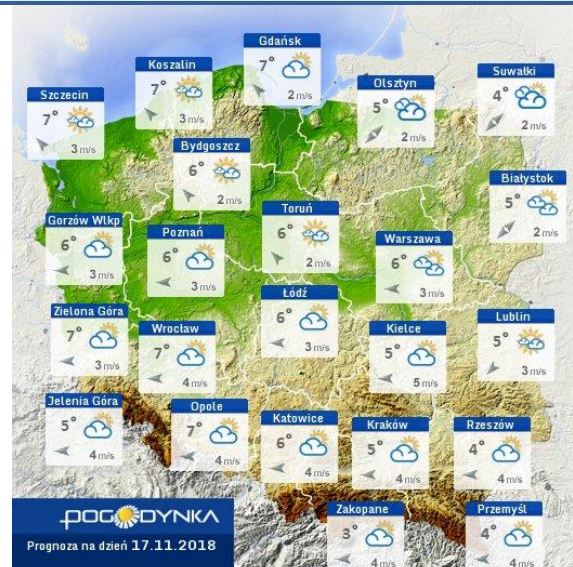 Gdańsk
7°
2 m/s
Koszalin
7°
3 m/s
Suwałki
4°
2 m/s
Olsztyn
5°
2 m/s
Szczecin
7°
3 m/s
Bydgoszcz
6°
2 m/s
Białystok
5°
2 m/s
Toruń
6°
2 m/s
Gorzów Wlkp
6°
3 m/s
Poznań
6°
3 m/s
Warszawa
6°
3 m/s
Łódź
6°
3 m/s
Zielona Góra
7°
3 m/s
Wrocław
7°
4 m/s
Kielce
5°
5 m/s
Lublin
5°
3 m/s
Jelenia Góra
5°
4 m/s
Opole
7°
4 m/s
Katowice
6°
4 m/s
Kraków
5°
4 m/s
Rzeszów
4°
4 m/s
Zakopane
3°
4 m/s
Przemyśl
4°
4 m/s
POGODYNKA
Prognoza na dzień 17.11.2018